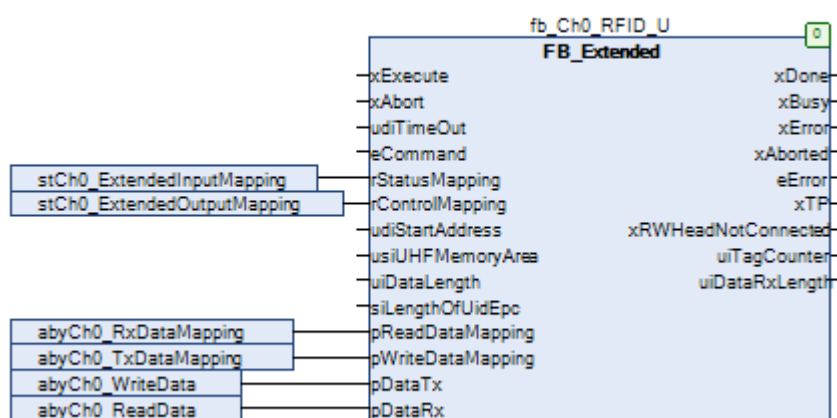 fb_Ch0_RFID_U
0
FB_Extended
xExecute xDone
xAbort xBusy
udiTimeOut xError
eCommand xAborted
stCh0_ExtendedInputMapping rStatusMapping eError
stCh0_ExtendedOutputMapping rControlMapping xTP
udiStartAddress xRWHeadNotConnected
usiUHFMemoryArea uiTagCounter
uiDataLength uiDataRxLength
siLengthOfUidEpc
abyCh0_RxDataMapping pReadDataMapping
abyCh0_TxDataMapping pWriteDataMapping
abyCh0_WriteData pDataTx
abyCh0_ReadData pDataRx